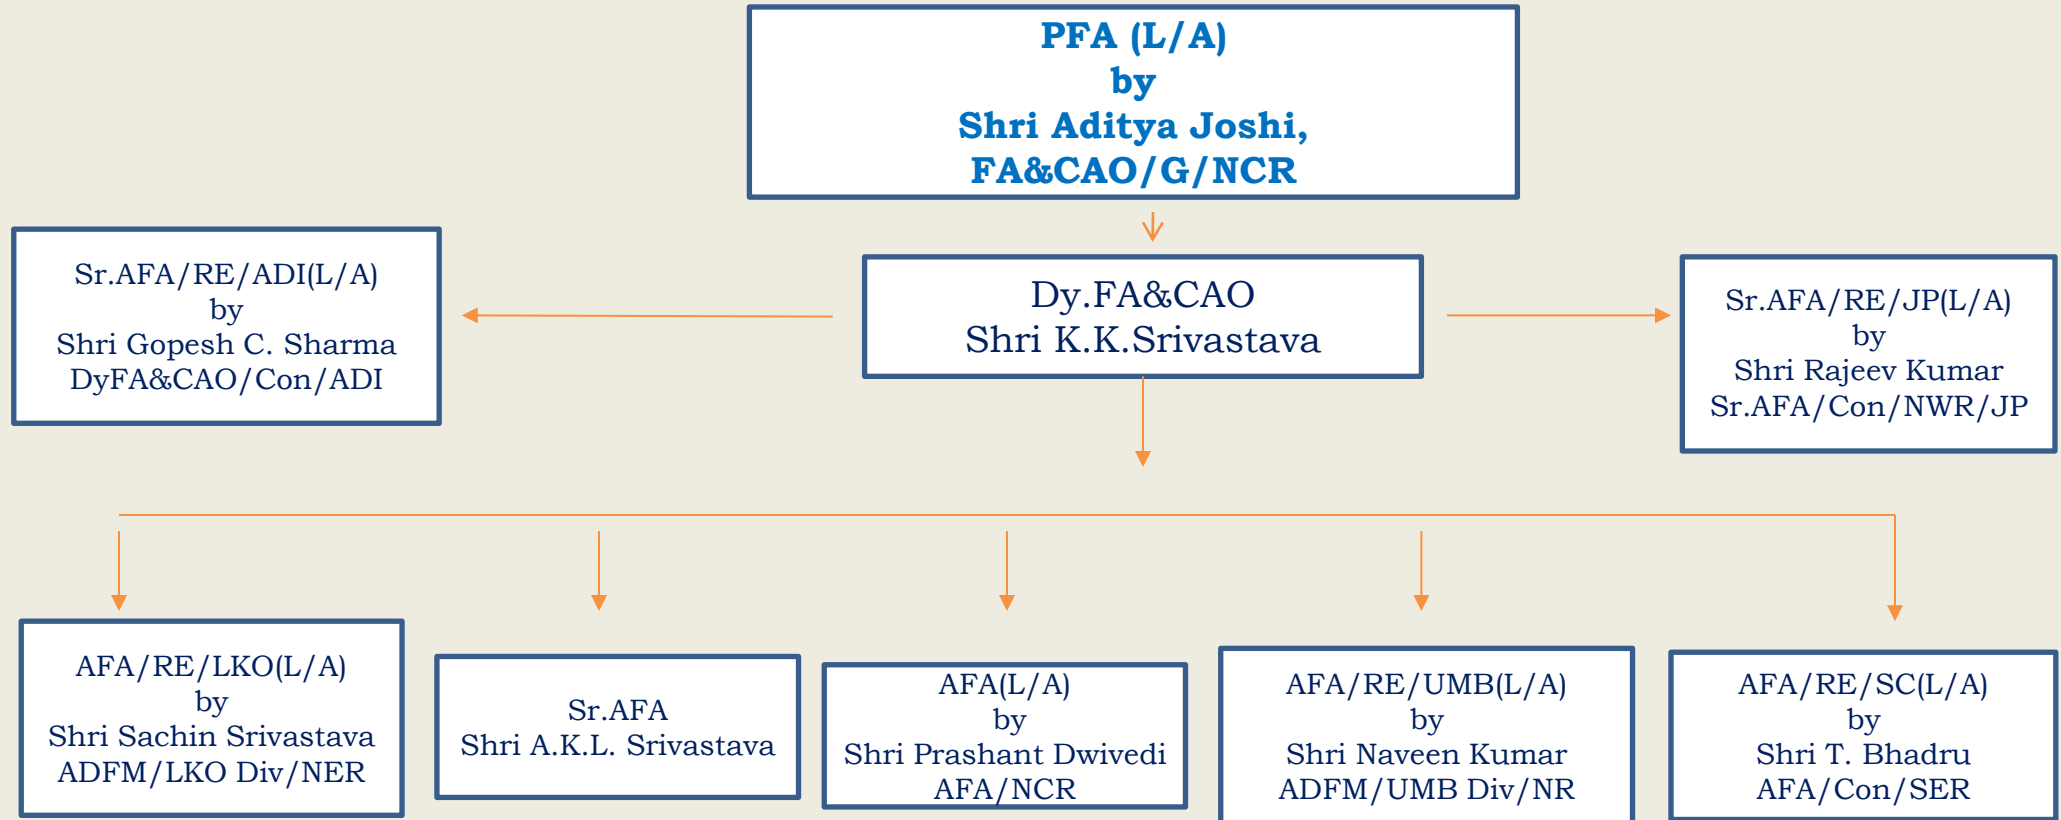 PFA (L/A)
by
Shri Aditya Joshi,
FA&CAO/G/NCR
Sr.AFA/RE/ADI(L/A)
by
Shri Gopesh C. Sharma
DyFA&CAO/Con/ADI
Dy.FA&CAO
Shri K.K.Srivastava
Sr.AFA/RE/JP(L/A)
by
Shri Rajeev Kumar
Sr.AFA/Con/NWR/JP
AFA/RE/LKO(L/A)
by
Shri Sachin Srivastava
ADFM/LKO Div/NER
Sr.AFA
Shri A.K.L. Srivastava
AFA(L/A)
by
Shri Prashant Dwivedi
AFA/NCR
AFA/RE/UMB(L/A)
by
Shri Naveen Kumar
ADFM/UMB Div/NR
AFA/RE/SC(L/A)
by
Shri T. Bhadru
AFA/Con/SER